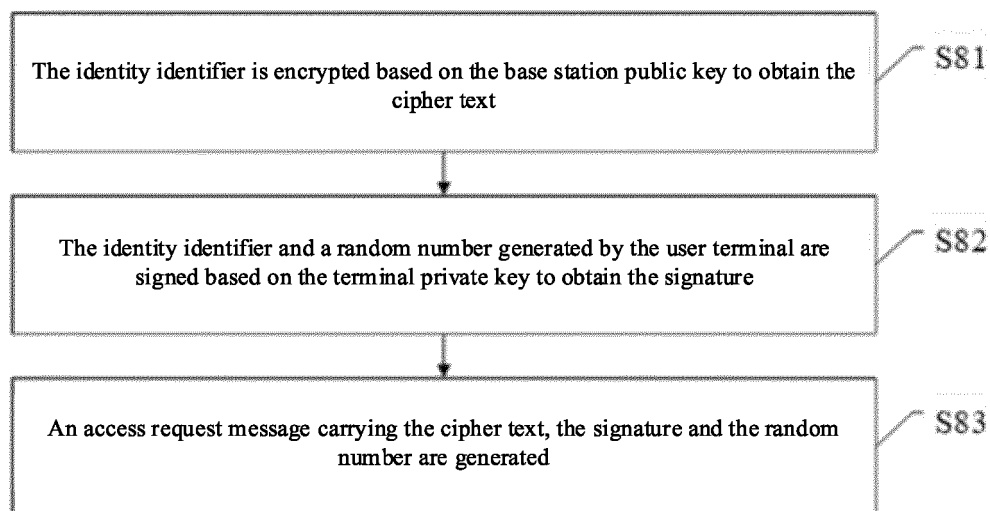 The identity identifier is encrypted based on the base station public key to obtain the
cipher text
S81
The identity identifier and a random number generated by the user terminal are
signed based on the terminal private key to obtain the signature
S82
An access request message carrying the cipher text, the signature and the random
number are generated
S83